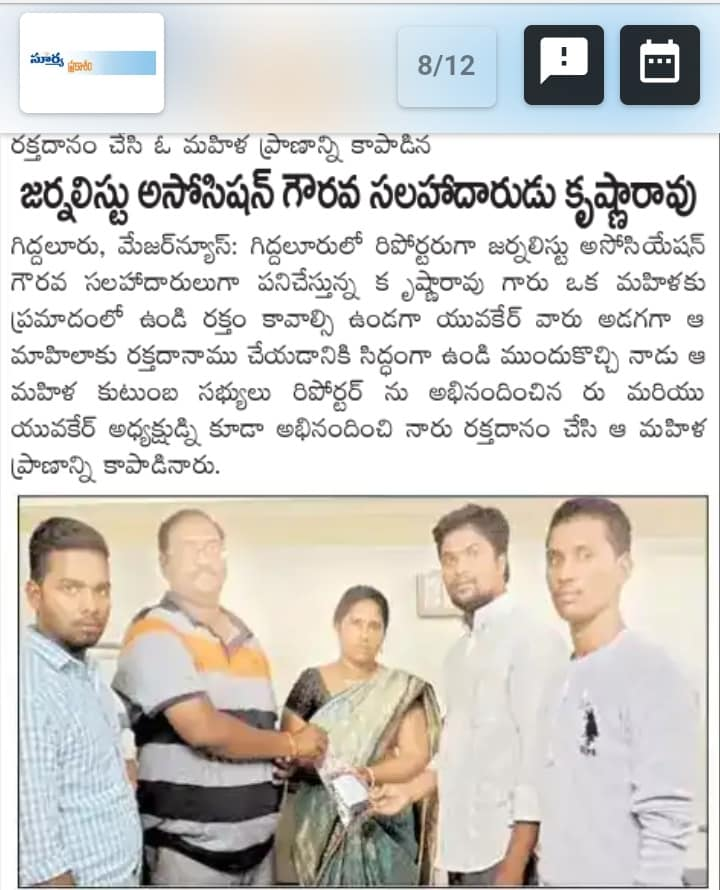 సూర్య
ప్రకాశం
8/12
రక్తదానం చేసి ఓ మహిళ ప్రాణాన్ని కాపాడిన
జర్నలిస్టు అసోసిషన్ గౌరవ సలహాదారుడు కృష్ణారావు
గిద్దలూరు, మేజర్‌న్యూస్: గిద్దలూరులో రిపోర్టరుగా జర్నలిస్టు అసోసియేషన్
గౌరవ సలహాదారులుగా పనిచేస్తున్న క ృష్ణారావు గారు ఒక మహిళకు
ప్రమాదంలో ఉండి రక్తం కావాల్సి ఉండగా యువకేర్ వారు అడగగా ఆ
మాహిలాకు రక్తదానాము చేయడానికి సిద్ధంగా ఉండి ముందుకొచ్చి నాడు ఆ
మహిళ కుటుంబ సభ్యులు రిపోర్టర్ ను అభినందించిన రు మరియు
యువకేర్ అధ్యక్షుడ్ని కూడా అభినందించి నారు రక్తదానం చేసి ఆ మహిళ
ప్రాణాన్ని కాపాడినారు.